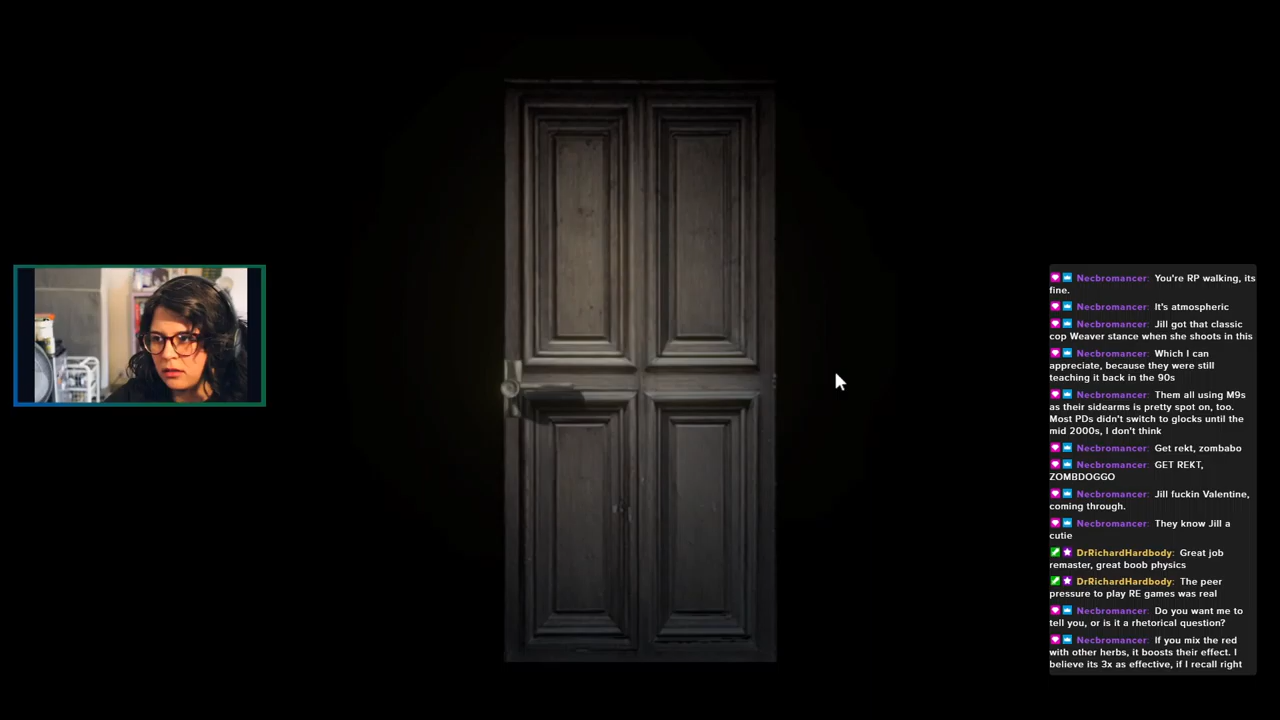 Necbromancer: You're RP walking, its
fine.
Necbromancer: It's atmospheric
Necbromancer: Jill got that classic
cop Weaver stance when she shoots in this
Necbromancer: Which I can
appreciate, because they were still
teaching it back in the 90s
Necbromancer: Them all using M9s
as their sidearms is pretty spot on, too.
Most PDs didn't switch to glocks until the
mid 2000s, I don't think
Necbromancer: Get rekt, zombabo
Necbromancer: GET REKT,
ZOMBDOGGO
Necbromancer: Jill fuckin Valentine,
coming through.
Necbromancer: They know Jill a
cutie
DrRichardHardbody: Great job
remaster, great boob physics
DrRichardHardbody: The peer
pressure to play RE games was real
Necbromancer: Do you want me to
tell you, or is it a rhetorical question?
Necbromancer: If you mix the red
with other herbs, it boosts their effect. I
believe its 3x as effective, if I recall right